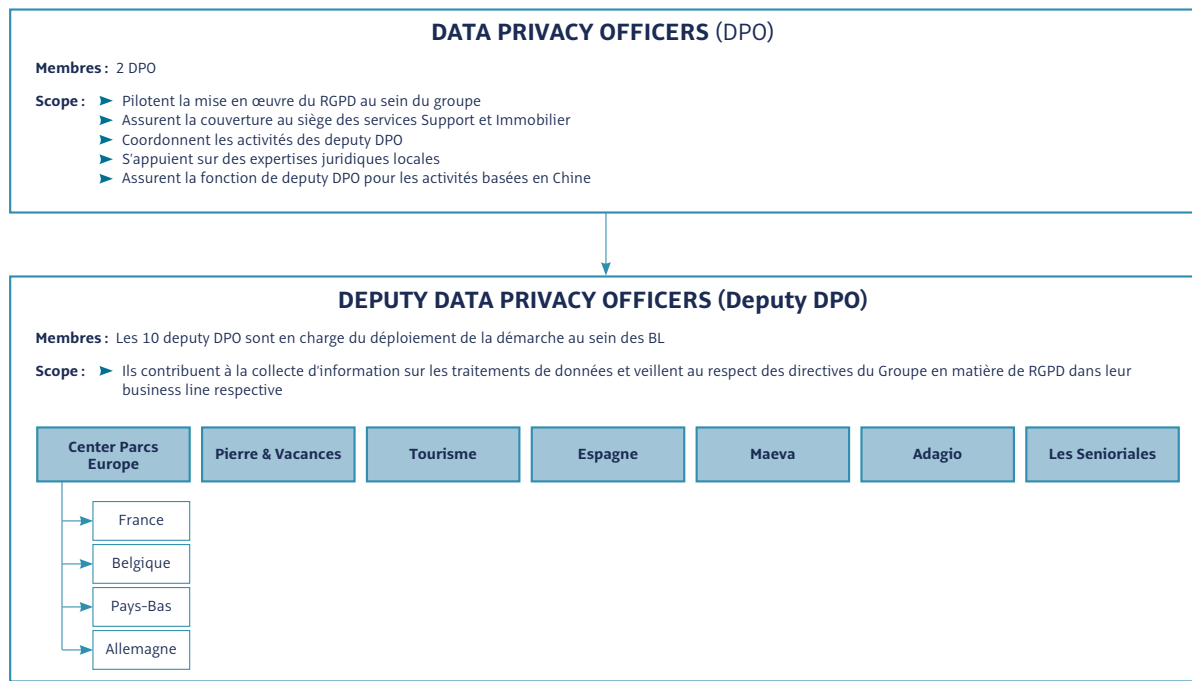 DATA PRIVACY OFFICERS (DPO)
Membres : 2 DPO
Scope : ➤ Pilotent la mise en œuvre du RGPD au sein du groupe
➤ Assurent la couverture au siège des services Support et Immobilier
➤ Coordonnent les activités des deputy DPO
➤ S'appuient sur des expertises juridiques locales
➤ Assurent la fonction de deputy DPO pour les activités basées en Chine
DEPUTY DATA PRIVACY OFFICERS (Deputy DPO)
Membres : Les 10 deputy DPO sont en charge du déploiement de la démarche au sein des BL
Scope : ➤ Ils contribuent à la collecte d'information sur les traitements de données et veillent au respect des directives du Groupe en matière de RGPD dans leur
business line respective
Center Parcs
Europe
Pierre & Vacances
Tourisme
Espagne
Maeva
Adagio
Les Senioriales
France
Belgique
Pays-Bas
Allemagne